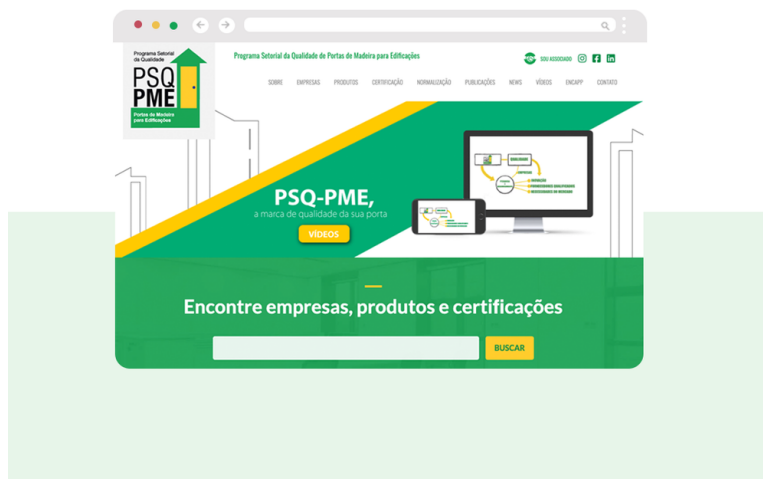 Programa Setorial
da Qualidade
PSQ
PME
Portas de Madeira
para Edificações
Programa Setorial da Qualidade de Portas de Madeira para Edificações
SOU ASSOCIADO
SOBRE EMPRESAS PRODUTOS CERTIFICAÇÃO NORMALIZAÇÃO PUBLICAÇÕES NEWS VÍDEOS ENCAPP CONTATO
PSQ-PME,
a marca de qualidade da sua porta
VÍDEOS
QUALIDADE
Encontre empresas, produtos e certificações
BUSCAR